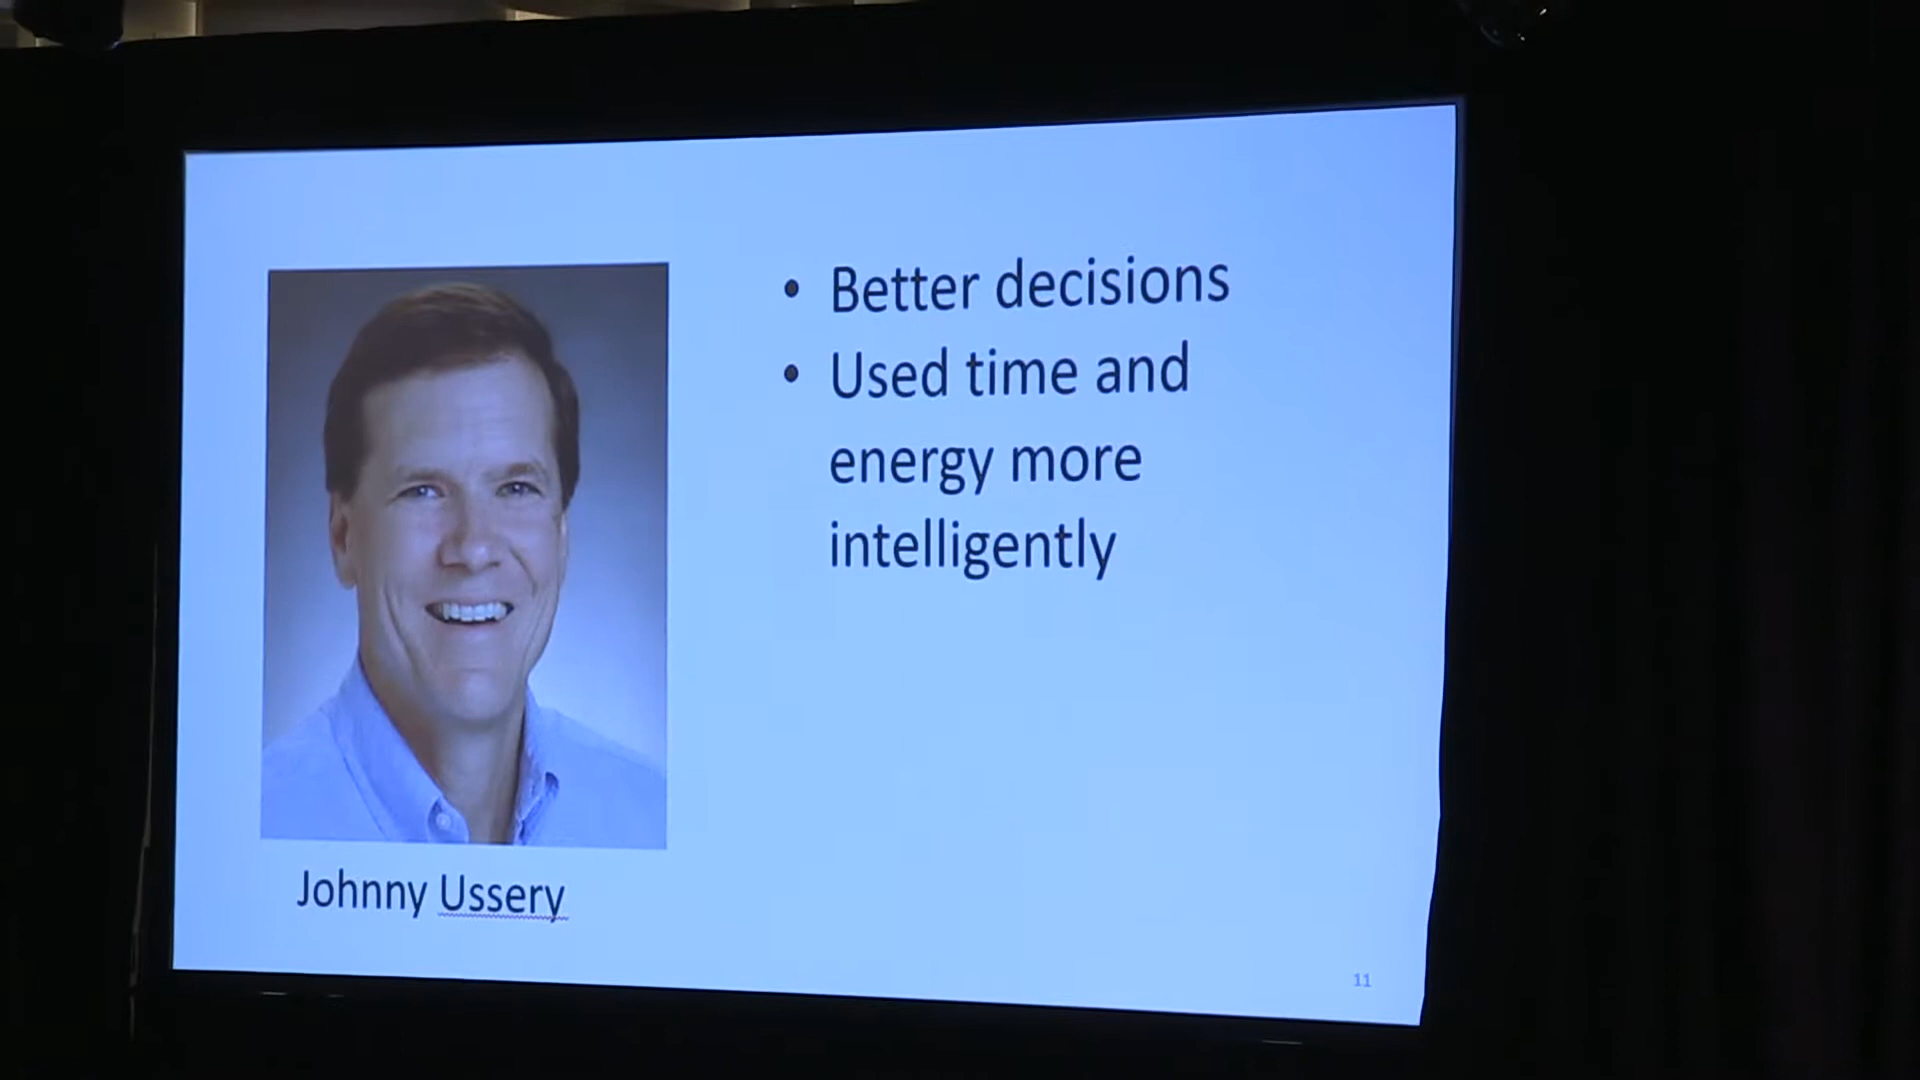 • Better decisions
• Used time and
energy more
intelligently
Johnny Ussery
11